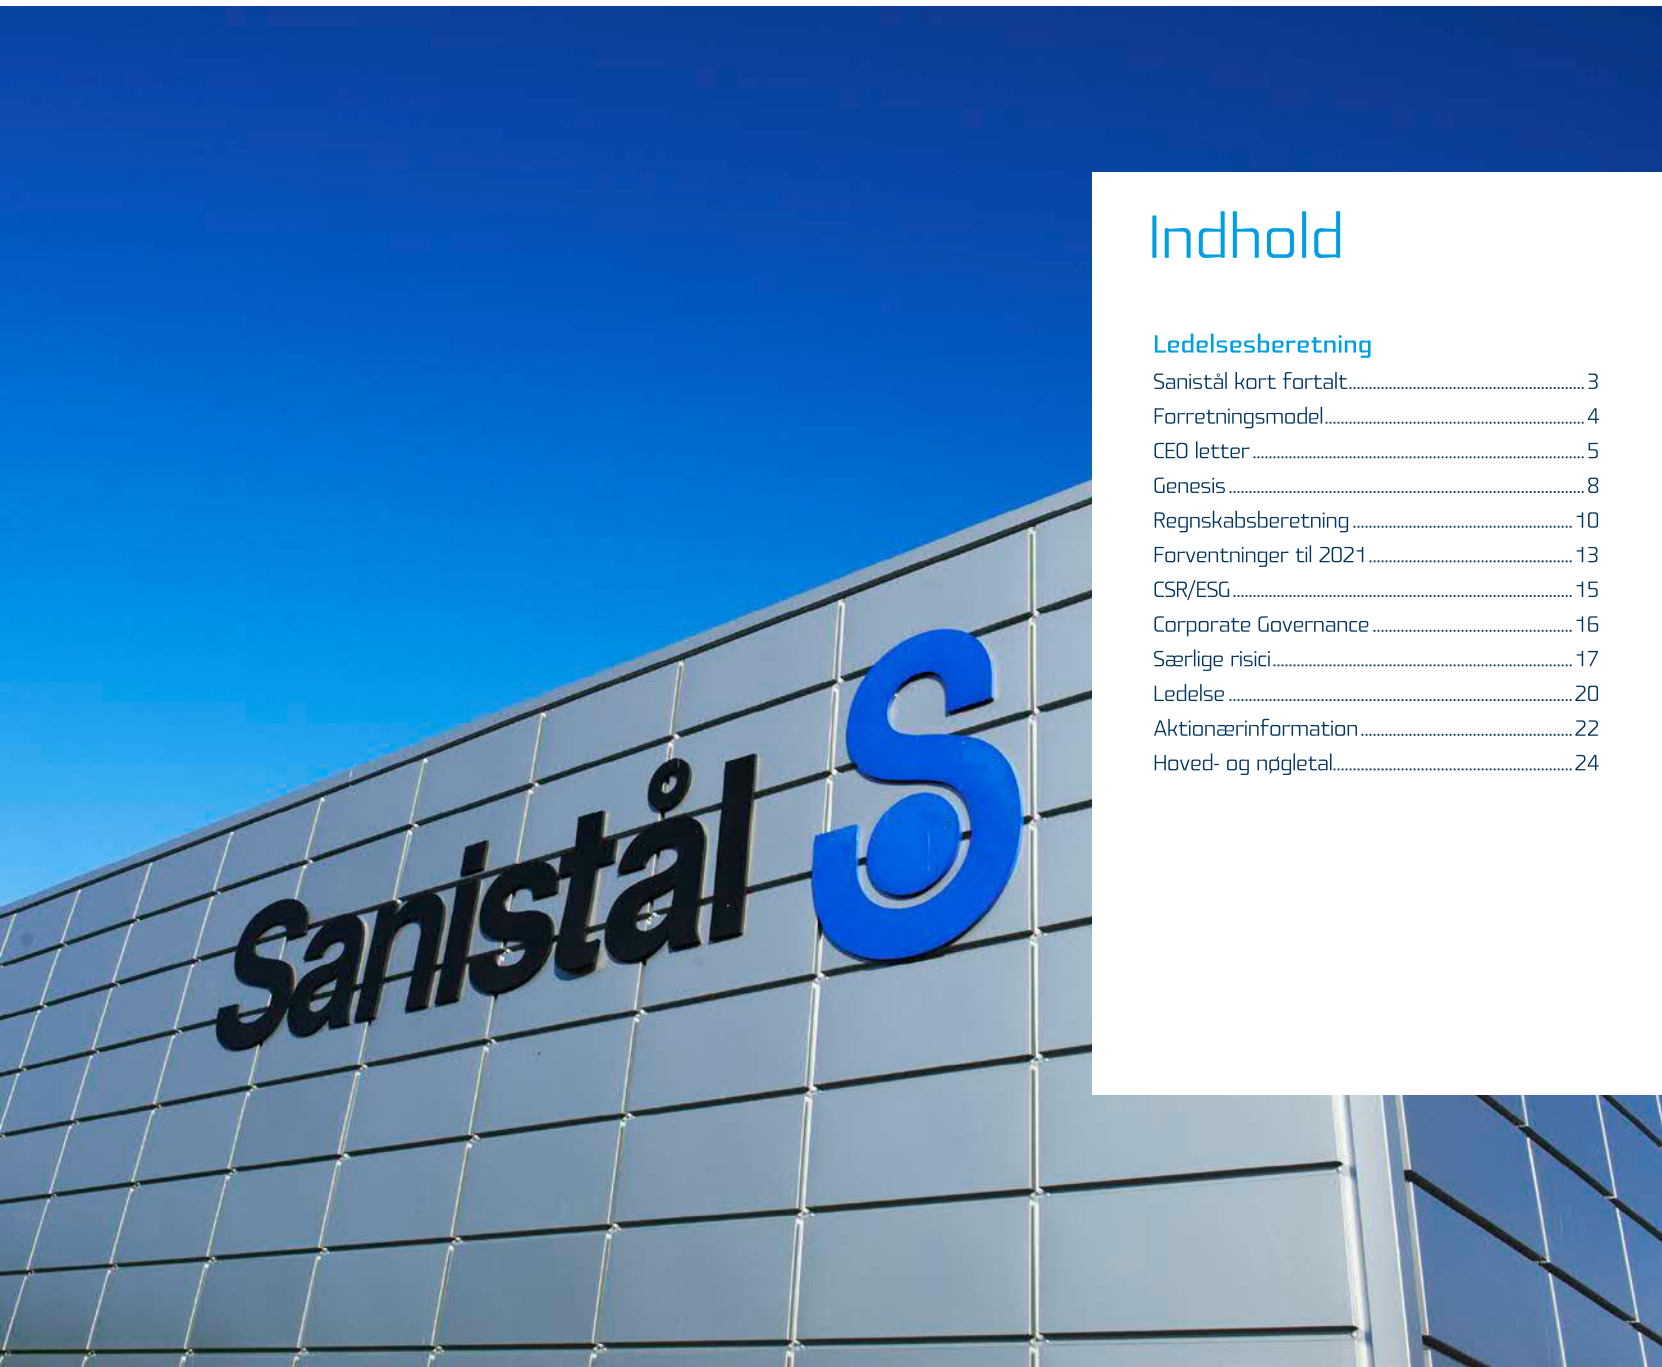 Indhold
Ledelsesberetning
Sanistål kort fortalt 3
Forretningsmodel 4
CEO letter 5
Genesis 8
Regnskabsberetning 10
Forventninger til 2021 13
CSR/ESG 15
Corporate Governance 16
Særlige risici 17
Ledelse 20
Aktionærinformation 22
Hoved- og nøgletal 24
Sanistål S